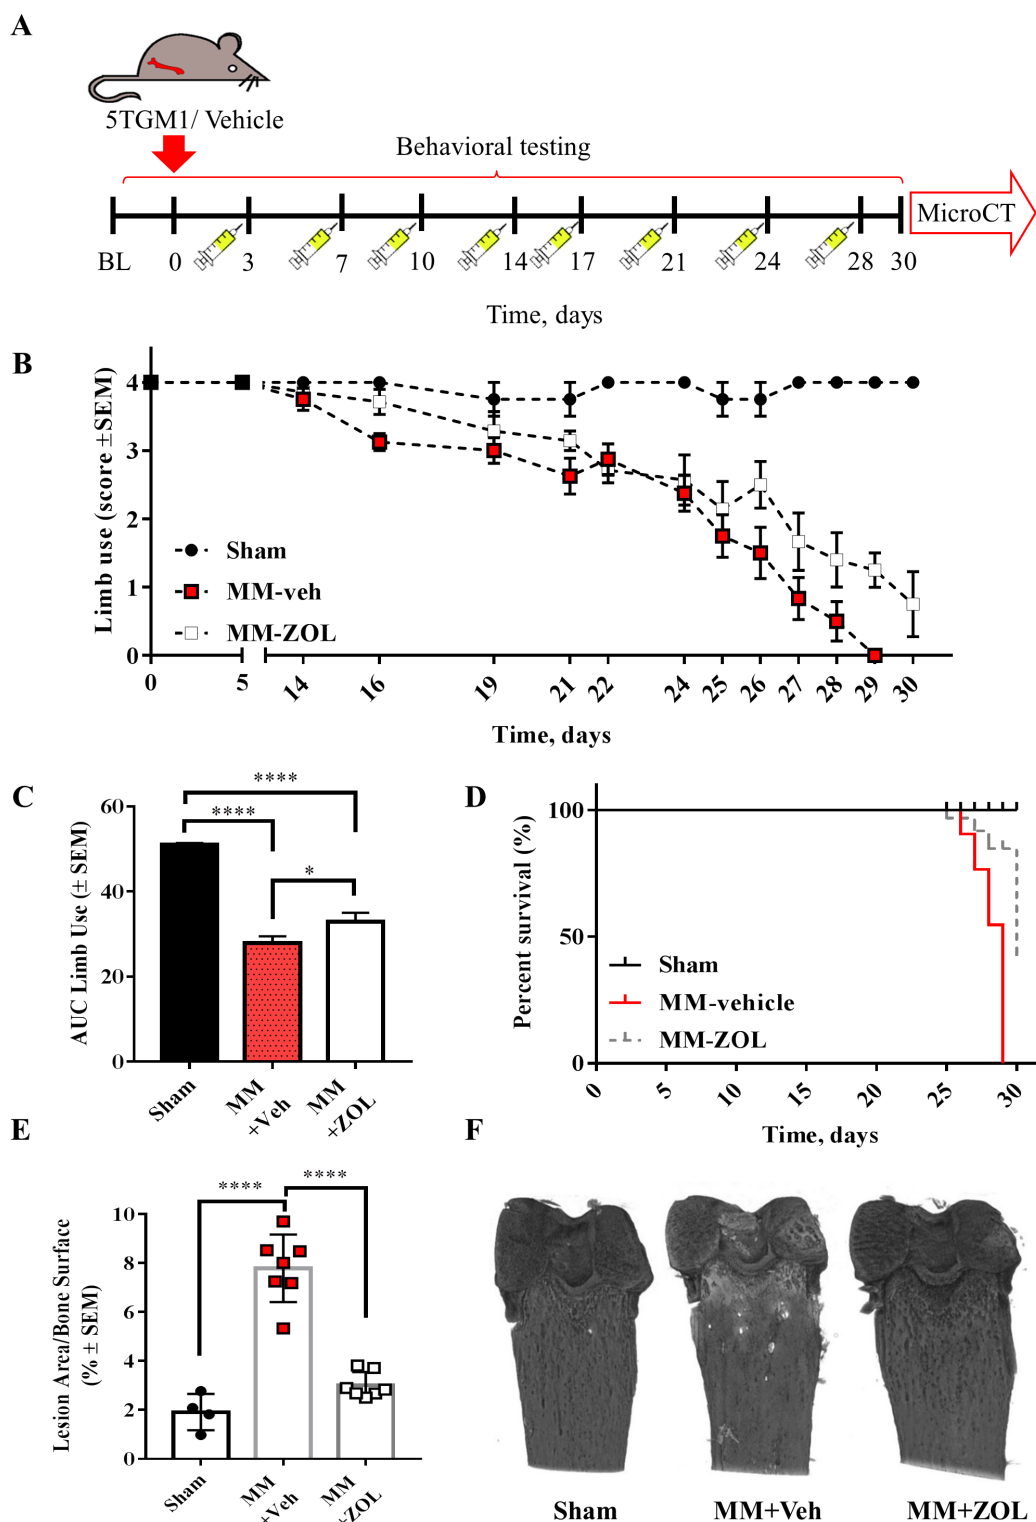 A
5TGM1/ Vehicle
Behavioral testing
MicroCT
BL 0 3 7 10 14 17 21 24 28 30
Time, days
B
Limb use (score ±SEM)
4
3
2
1
0
Sham
MM-veh
MM-ZOL
0 5 14 16 19 21 22 24 25 26 27 28 29 30
Time, days
C
AUC Limb Use (± SEM)
60
40
20
0
****
****
*
Sham
MM
+Veh
MM
+ZOL
D
Percent survival (%)
100
50
0
Sham
MM-vehicle
MM-ZOL
0 5 10 15 20 25 30
Time, days
E
Lesion Area/Bone Surface
(% ± SEM)
10
8
6
4
2
0
****
****
Sham
MM
+Veh
MM
+ZOL
F
Sham MM+Veh MM+ZOL